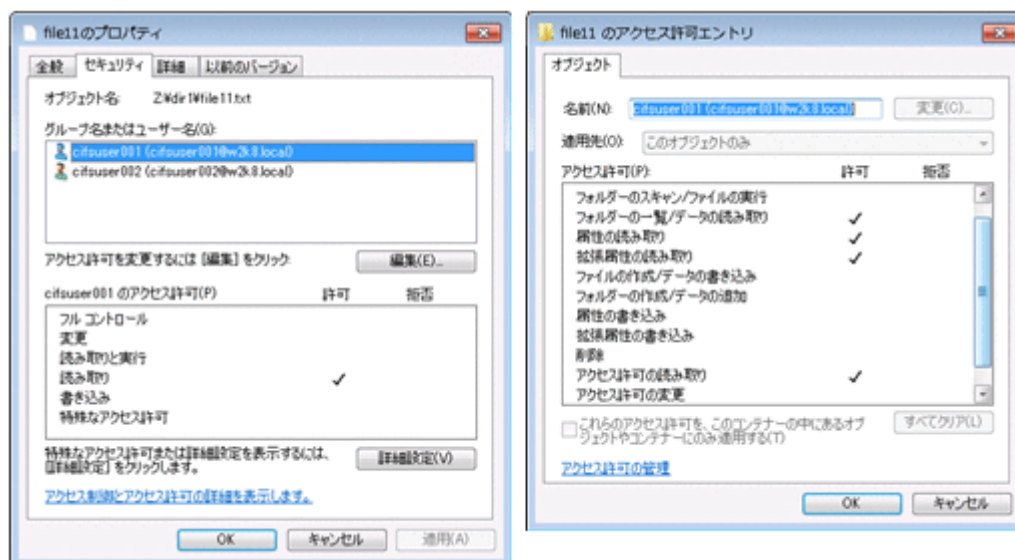 file11のプロパティ
全般 セキュリティ 詳細 以前のバージョン
オブジェクト名: Z:¥dir1¥file11.txt
グループ名またはユーザー名(G):
cifsuser001 (cifsuser001@w2k8.local)
cifsuser002 (cifsuser002@w2k8.local)
アクセス許可を変更するには [編集] をクリック 編集(E)...
cifsuser001 のアクセス許可(P) 許可 拒否
フル コントロール
変更
読み取りと実行
読み取り ✓
書き込み
特殊なアクセス許可
特殊なアクセス許可または詳細設定を表示するには、
[詳細設定] をクリックします。 詳細設定(V)
アクセス制御とアクセス許可の詳細を表示します。
OK キャンセル 適用(A)
file11 のアクセス許可エントリ
オブジェクト
名前(N): cifsuser001 (cifsuser001@w2k8.local) 変更(C)...
適用先(O): このオブジェクトのみ
アクセス許可(P): 許可 拒否
フォルダーのスキャン/ファイルの実行
フォルダーの一覧/データの読み取り ✓
属性の読み取り ✓
拡張属性の読み取り ✓
ファイルの作成/データの書き込み
フォルダーの作成/データの追加
属性の書き込み
拡張属性の書き込み
削除
アクセス許可の読み取り ✓
アクセス許可の変更
これらのアクセス許可を、このコンテナーの中にあるオブ
ジェクトやコンテナーにのみ適用する(T) すべてクリア(L)
アクセス許可の管理
OK キャンセル